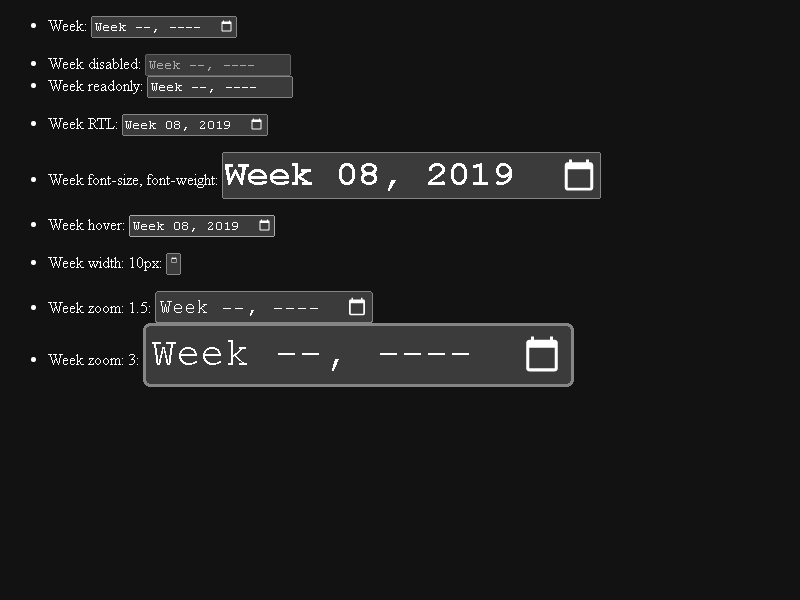 Week: Week --, ----
Week disabled: Week --, ----
Week readonly: Week --, ----
Week RTL: Week 08, 2019
Week font-size, font-weight: Week 08, 2019
Week hover: Week 08, 2019
Week width: 10px:
Week zoom: 1.5: Week --, ----
Week zoom: 3: Week --, ----